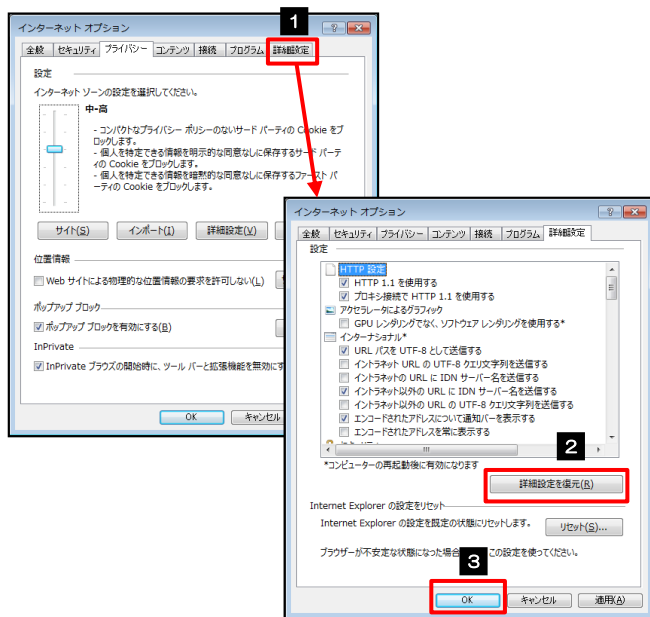 1
インターネット オプション
全般 セキュリティ プライバシー コンテンツ 接続 プログラム 詳細設定
設定
インターネット ゾーンの設定を選択してください。
中-高
- コンパクトなプライバシー ポリシーのないサード パーティの Cookie をブ
ロックします。
- 個人を特定できる情報を明示的な同意なしに保存するサード パーテ
ィの Cookie をブロックします。
- 個人を特定できる情報を暗黙的な同意なしに保存するファースト パ
ーティの Cookie をブロックします。
サイト(S) インポート(I) 詳細設定(V)
位置情報
Web サイトによる物理的な位置情報の要求を許可しない(L)
ポップアップ ブロック
ポップアップ ブロックを有効にする(B)
InPrivate
InPrivate ブラウズの開始時に、ツール バーと拡張機能を無効にす
OK キャンセル
インターネット オプション
全般 セキュリティ プライバシー コンテンツ 接続 プログラム 詳細設定
設定
HTTP 設定
HTTP 1.1 を使用する
プロキシ接続で HTTP 1.1 を使用する
アクセラレータによるグラフィック
GPU レンダリングでなく、ソフトウェア レンダリングを使用する*
インターナショナル*
URL パスを UTF-8 として送信する
イントラネット URL の UTF-8 クエリ文字列を送信する
イントラネットの URL に IDN サーバー名を送信する
イントラネット以外の URL に IDN サーバー名を送信する
イントラネット以外の URL の UTF-8 クエリ文字列を送信する
エンコードされたアドレスについて通知バーを表示する
エンコードされたアドレスを常に表示する
2
*コンピューターの再起動後に有効になります
詳細設定を復元(R)
Internet Explorer の設定をリセット
Internet Explorer の設定を既定の状態にリセットします。 リセット(S)...
ブラウザーが不安定な状態になった場合 この設定を使ってください。
3
OK キャンセル 適用(A)